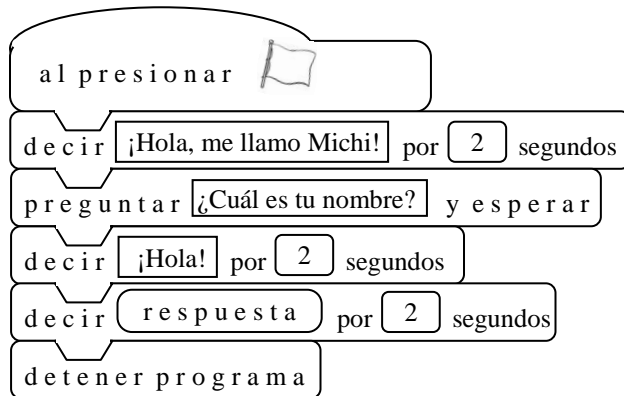 al presionar
decir ¡Hola, me llamo Michi! por 2 segundos
preguntar ¿Cuál es tu nombre? y esperar
decir ¡Hola! por 2 segundos
decir respuesta por 2 segundos
detener programa